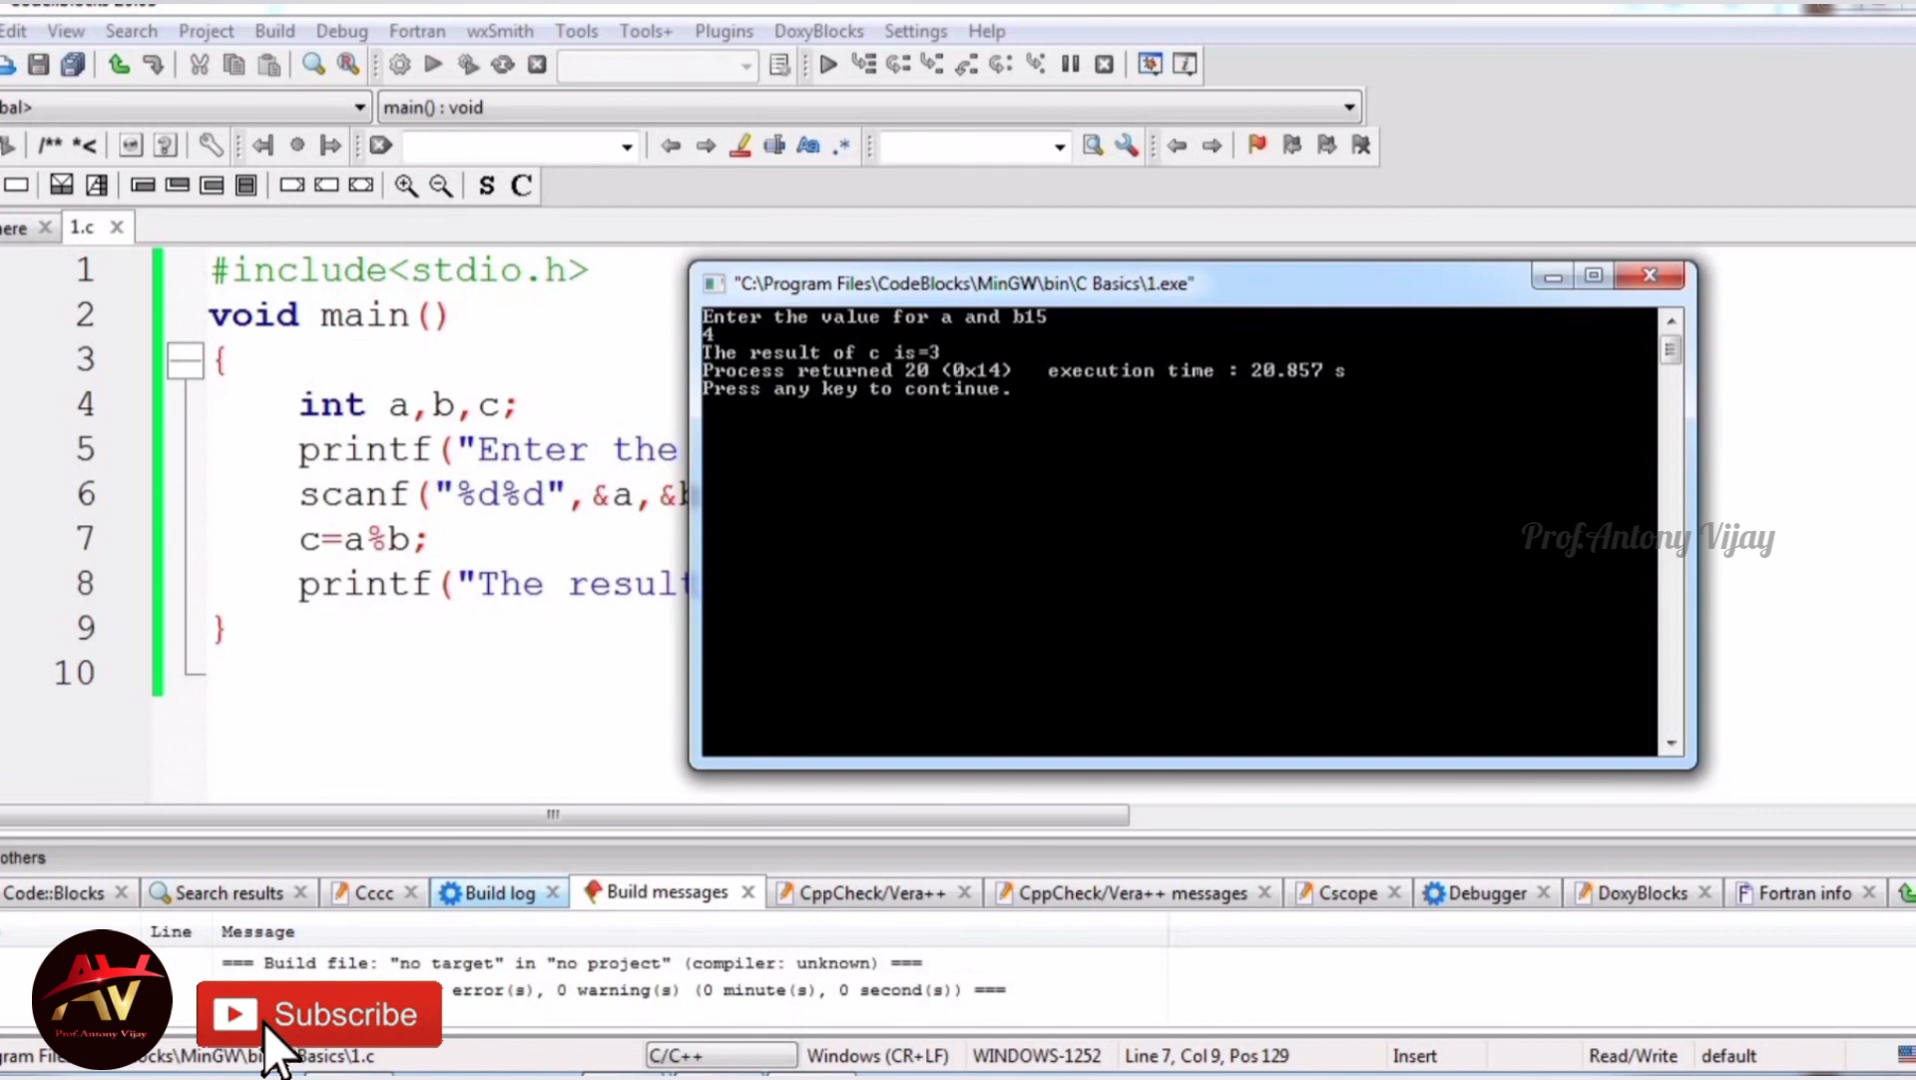 Edit View Search Project Build Debug Fortran wxSmith Tools Tools+ Plugins DoxyBlocks Settings Help
main() : void
/** *<
S C
1.c
1 #include<stdio.h>
2 void main()
3 {
4 int a,b,c;
5 printf("Enter the
6 scanf("%d%d",&a,&b
7 c=a%b;
8 printf("The result
9 }
10
"C:\Program Files\CodeBlocks\MinGW\bin\C Basics\1.exe"
Enter the value for a and b15
4
The result of c is=3
Process returned 20 (0x14) execution time : 20.857 s
Press any key to continue.
Prof.Antony Vijay
others
Code::Blocks Search results Cccc Build log Build messages CppCheck/Vera++ CppCheck/Vera++ messages Cscope Debugger DoxyBlocks Fortran info
Line Message
=== Build file: "no target" in "no project" (compiler: unknown) ===
error(s), 0 warning(s) (0 minute(s), 0 second(s)) ===
AV
Prof.Antony Vijay
Subscribe
C/C++ Windows (CR+LF) WINDOWS-1252 Line 7, Col 9, Pos 129 Insert Read/Write default